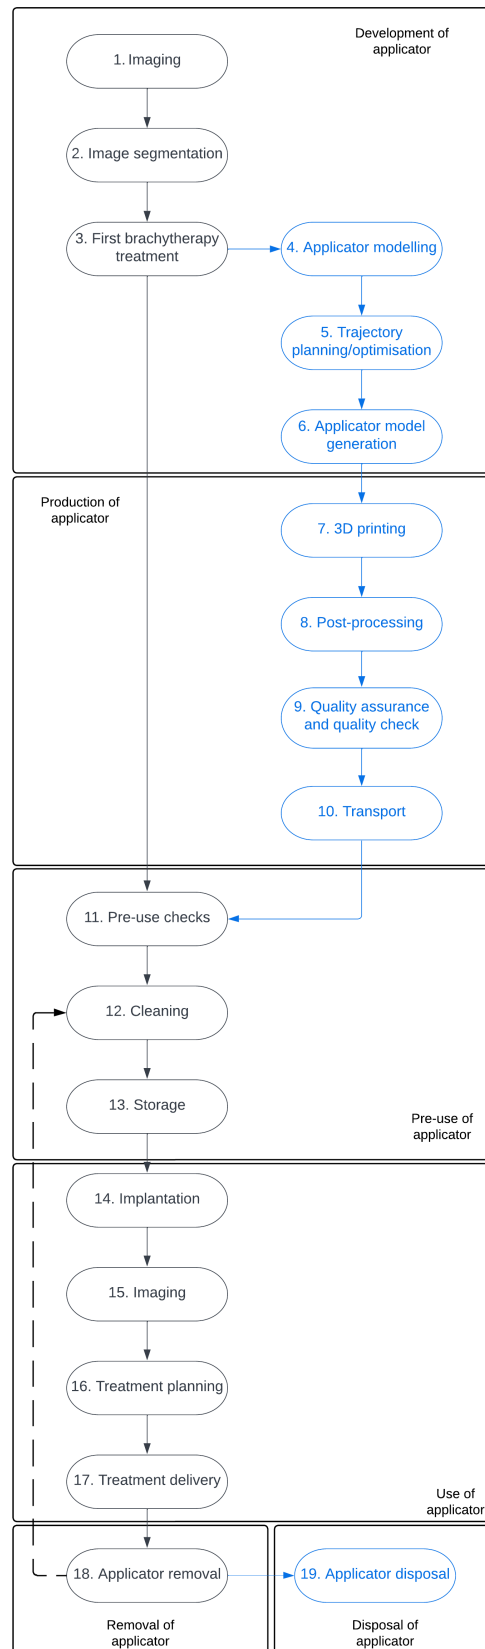 Development of
applicator
1. Imaging
2. Image segmentation
3. First brachytherapy
treatment
4. Applicator modelling
5. Trajectory
planning/optimisation
6. Applicator model
generation
Production of
applicator
7. 3D printing
8. Post-processing
9. Quality assurance
and quality check
10. Transport
11. Pre-use checks
12. Cleaning
13. Storage
Pre-use of
applicator
14. Implantation
15. Imaging
16. Treatment planning
17. Treatment delivery
Use of
applicator
18. Applicator removal
19. Applicator disposal
Removal of
applicator
Disposal of
applicator